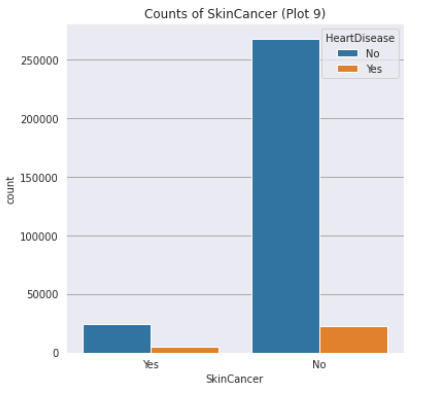 Counts of SkinCancer (Plot 9)
HeartDisease
No
Yes
250000
200000
150000
100000
50000
0
count
Yes No
SkinCancer